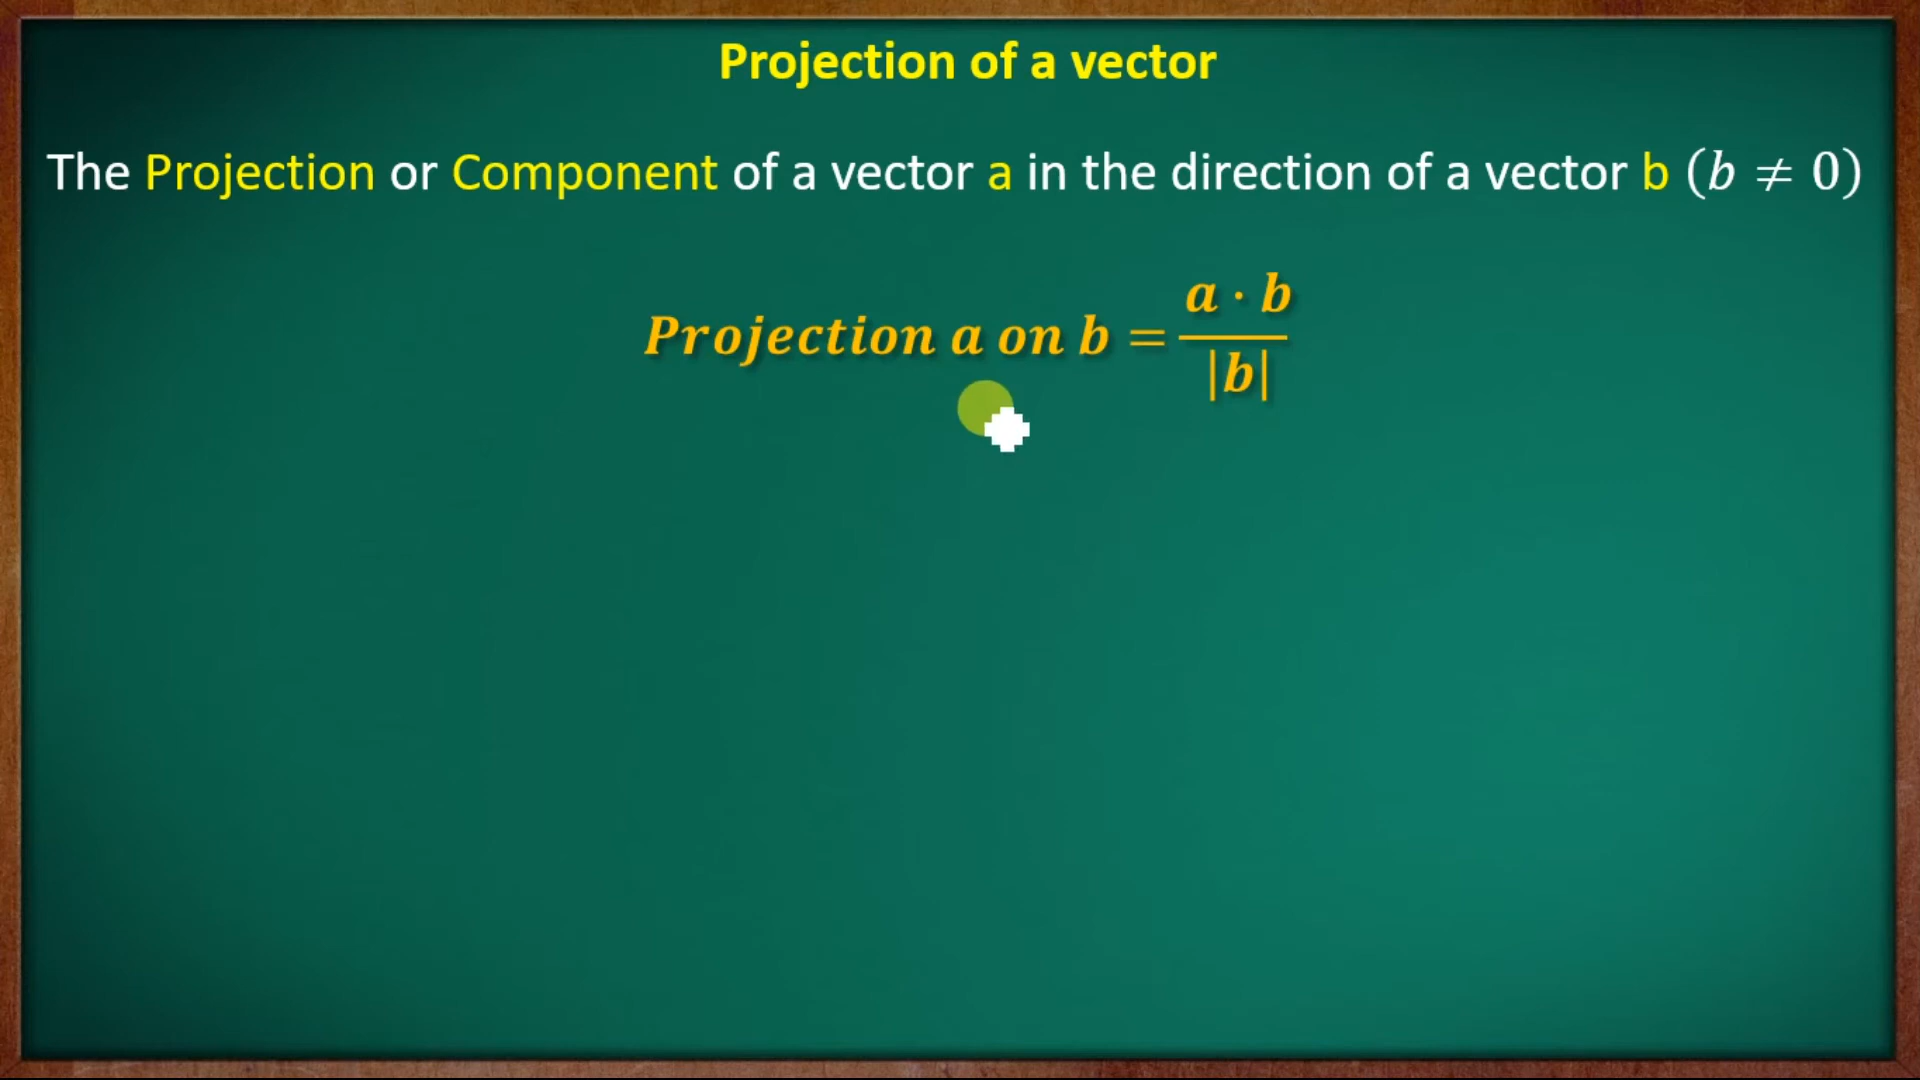 Projection of a vector
The Projection or Component of a vector a in the direction of a vector b (b ≠ 0)
Projection a on b = a · b / |b|